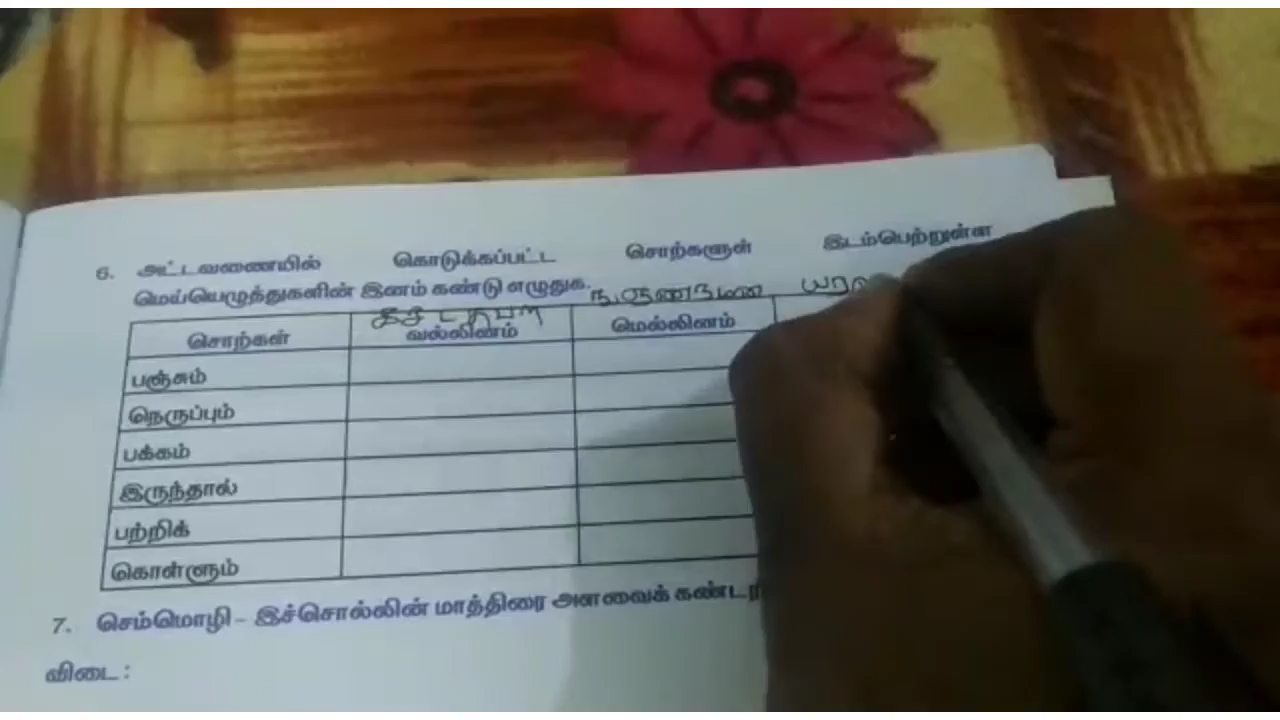 6. அட்டவணையில் கொடுக்கப்பட்ட சொற்களுள் இடம்பெற்றுள்ள
மெய்யெழுத்துகளின் இனம் கண்டு எழுதுக.
கசடதபற
சொற்கள் வல்லினம் மெல்லினம்
பஞ்சும்
நெருப்பும்
பக்கம்
இருந்தால்
பற்றிக்
கொள்ளும்
7. செம்மொழி – இச்சொல்லின் மாத்திரை அளவைக்
விடை :